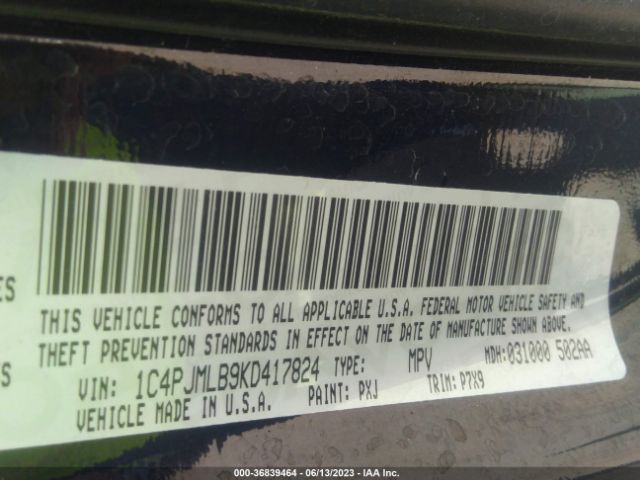 ES
THIS VEHICLE CONFORMS TO ALL APPLICABLE U.S.A. FEDERAL MOTOR VEHICLE SAFETY AND
THEFT PREVENTION STANDARDS IN EFFECT ON THE DATE OF MANUFACTURE SHOWN ABOVE.
S
VIN: 1C4PJMLB9KD417824 TYPE: MPV MDH:031000 502AA
VEHICLE MADE IN U.S.A. PAINT: PXJ TRIM: P7X9
000-36839464 - 06/13/2023 - IAA Inc.